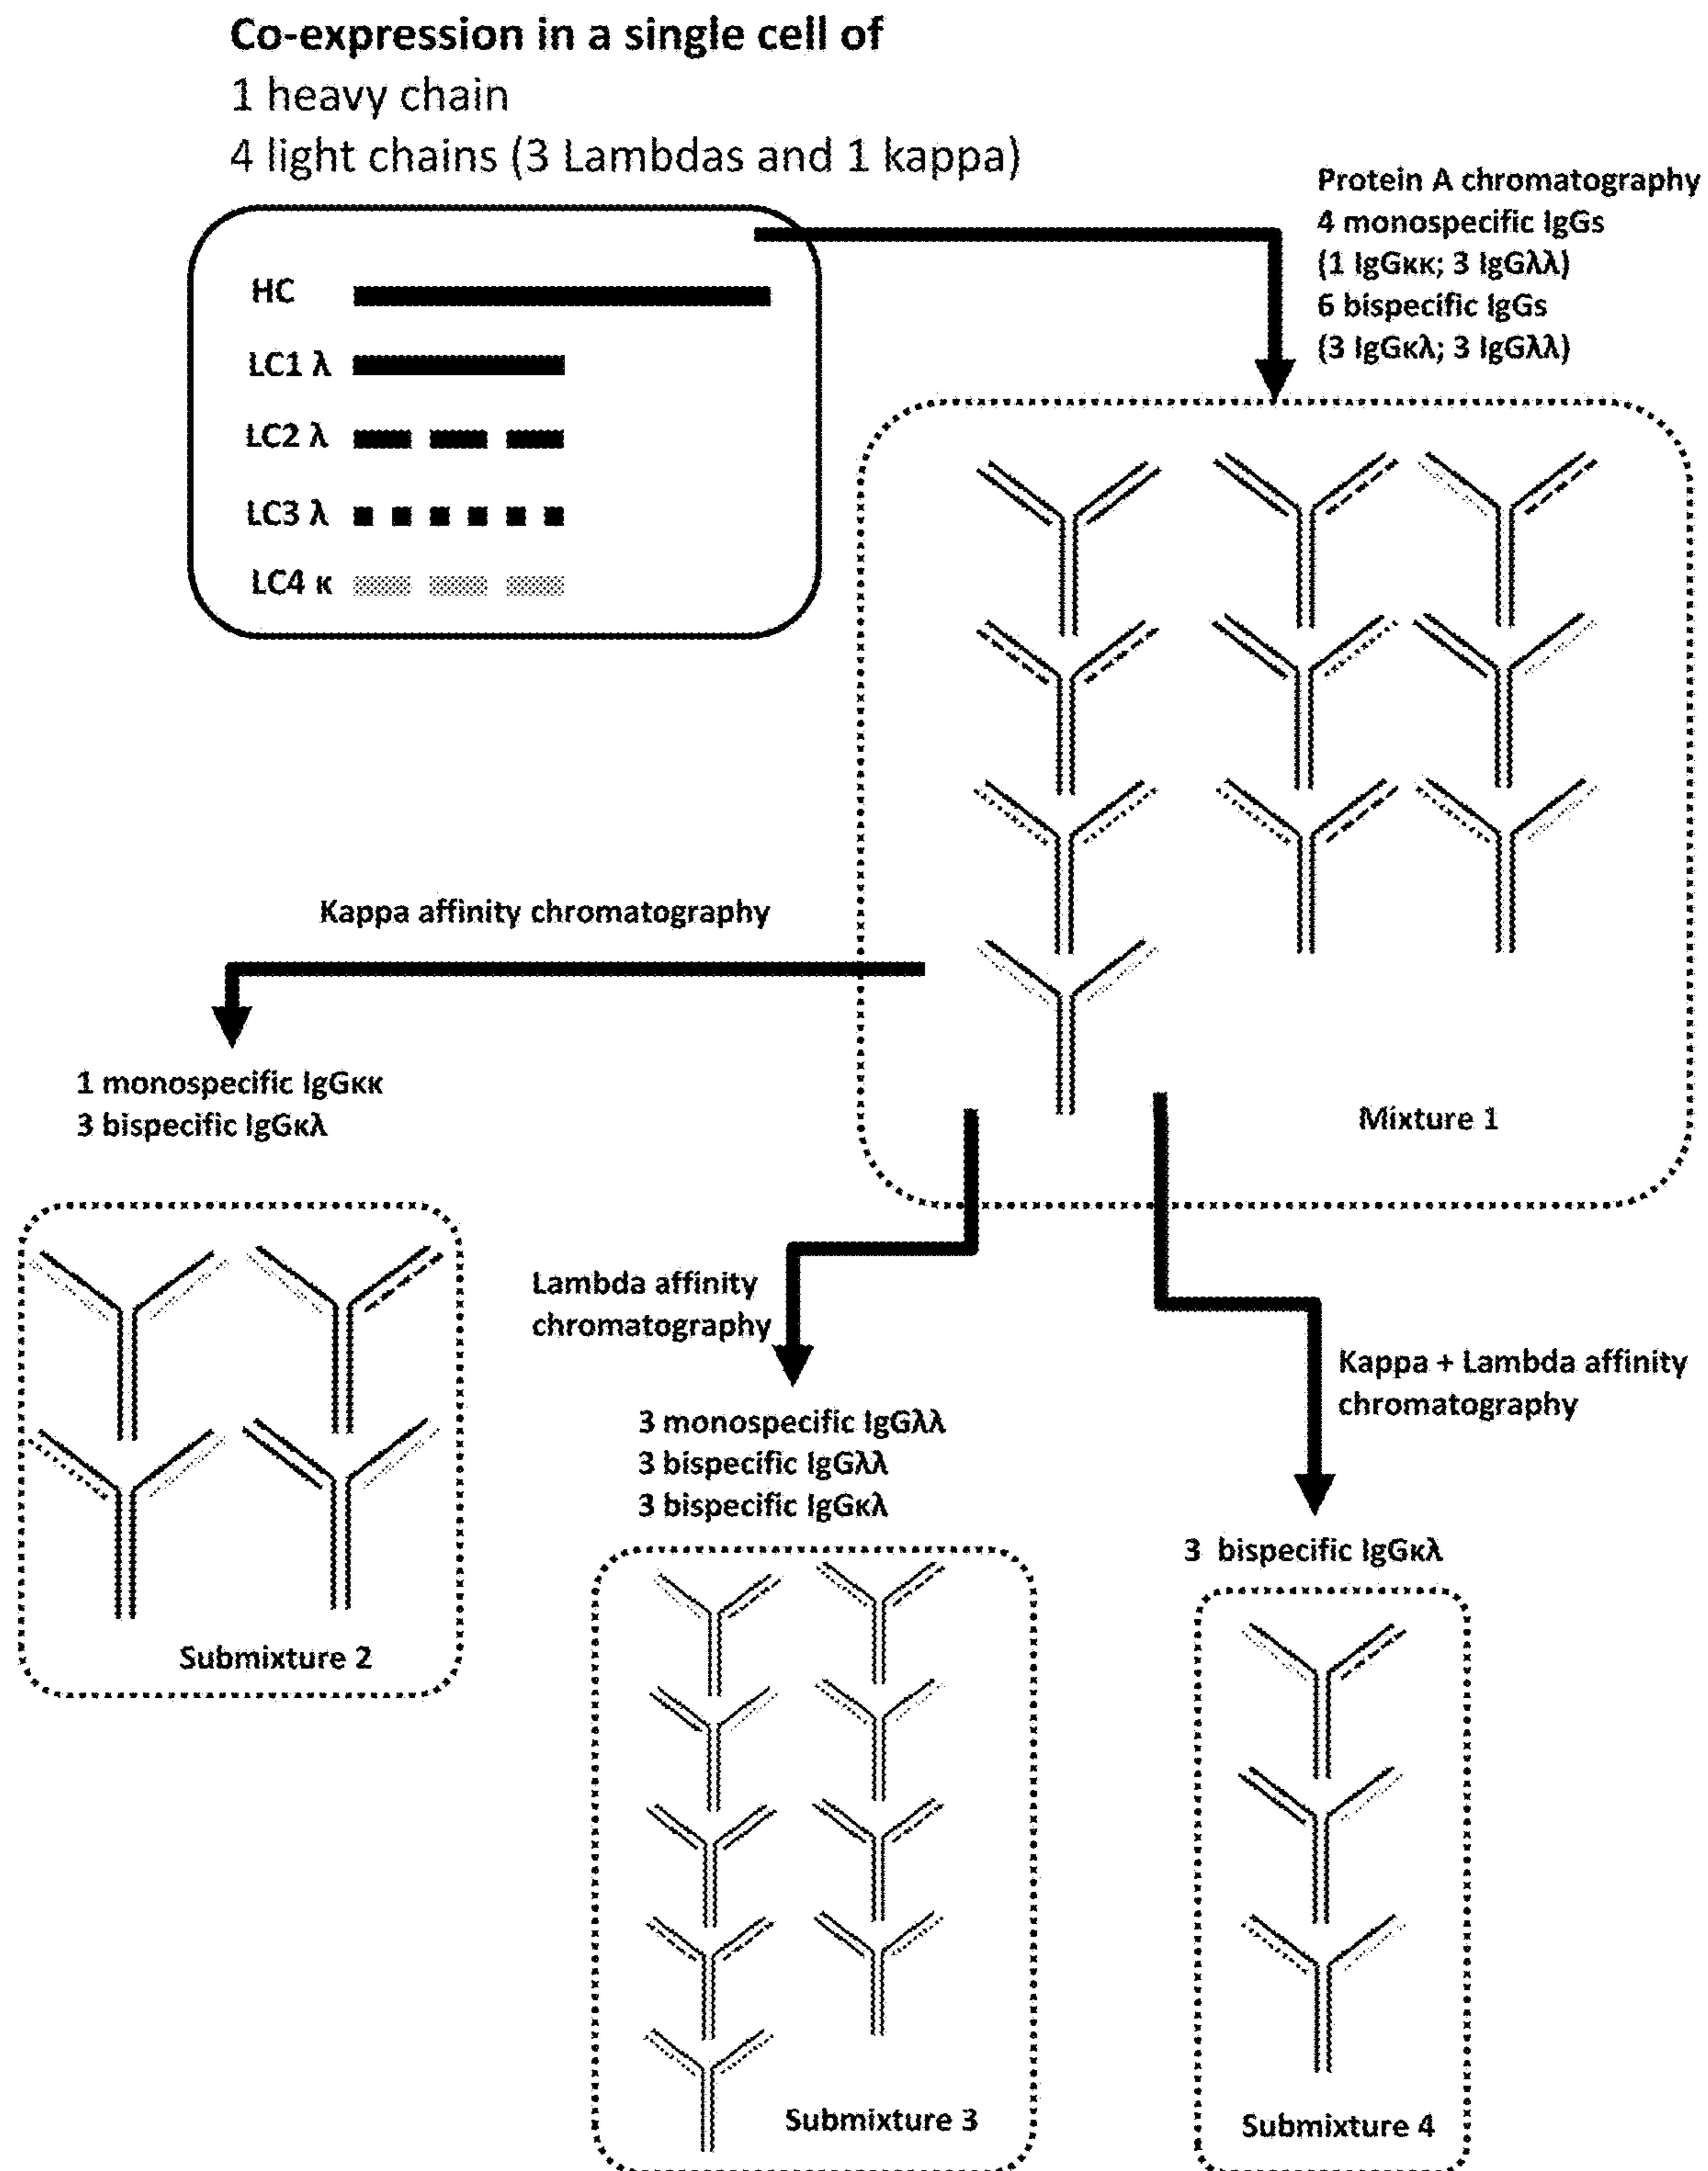 Co-expression in a single cell of
1 heavy chain
4 light chains (3 Lambdas and 1 kappa)
Protein A chromatography
4 monospecific IgGs
(1 IgGκκ; 3 IgGλλ)
6 bispecific IgGs
(3 IgGκλ; 3 IgGλλ)
HC
LC1 λ
LC2 λ
LC3 λ
LC4 κ
Mixture 1
Kappa affinity chromatography
1 monospecific IgGκκ
3 bispecific IgGκλ
Submixture 2
Lambda affinity
chromatography
3 monospecific IgGλλ
3 bispecific IgGλλ
3 bispecific IgGκλ
Submixture 3
Kappa + Lambda affinity
chromatography
3 bispecific IgGκλ
Submixture 4